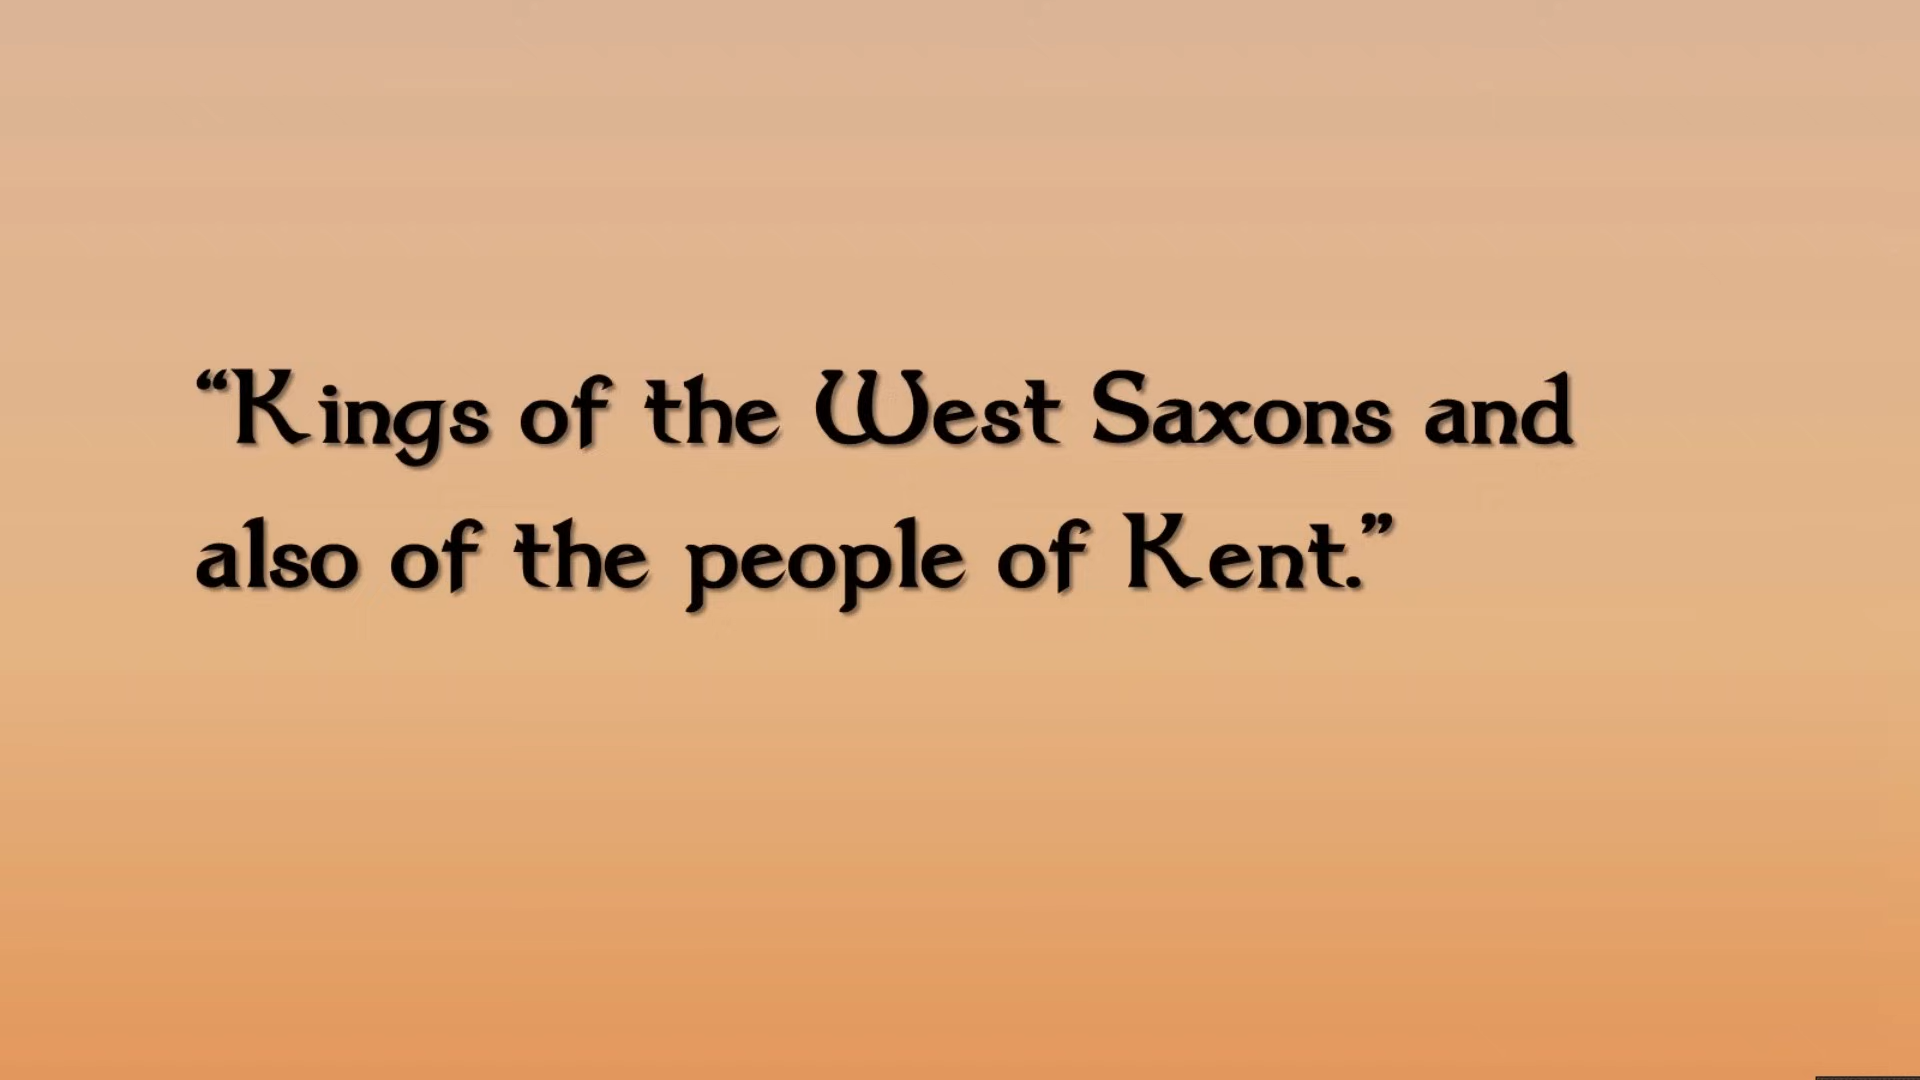 “Kings of the West Saxons and
also of the people of Kent.”